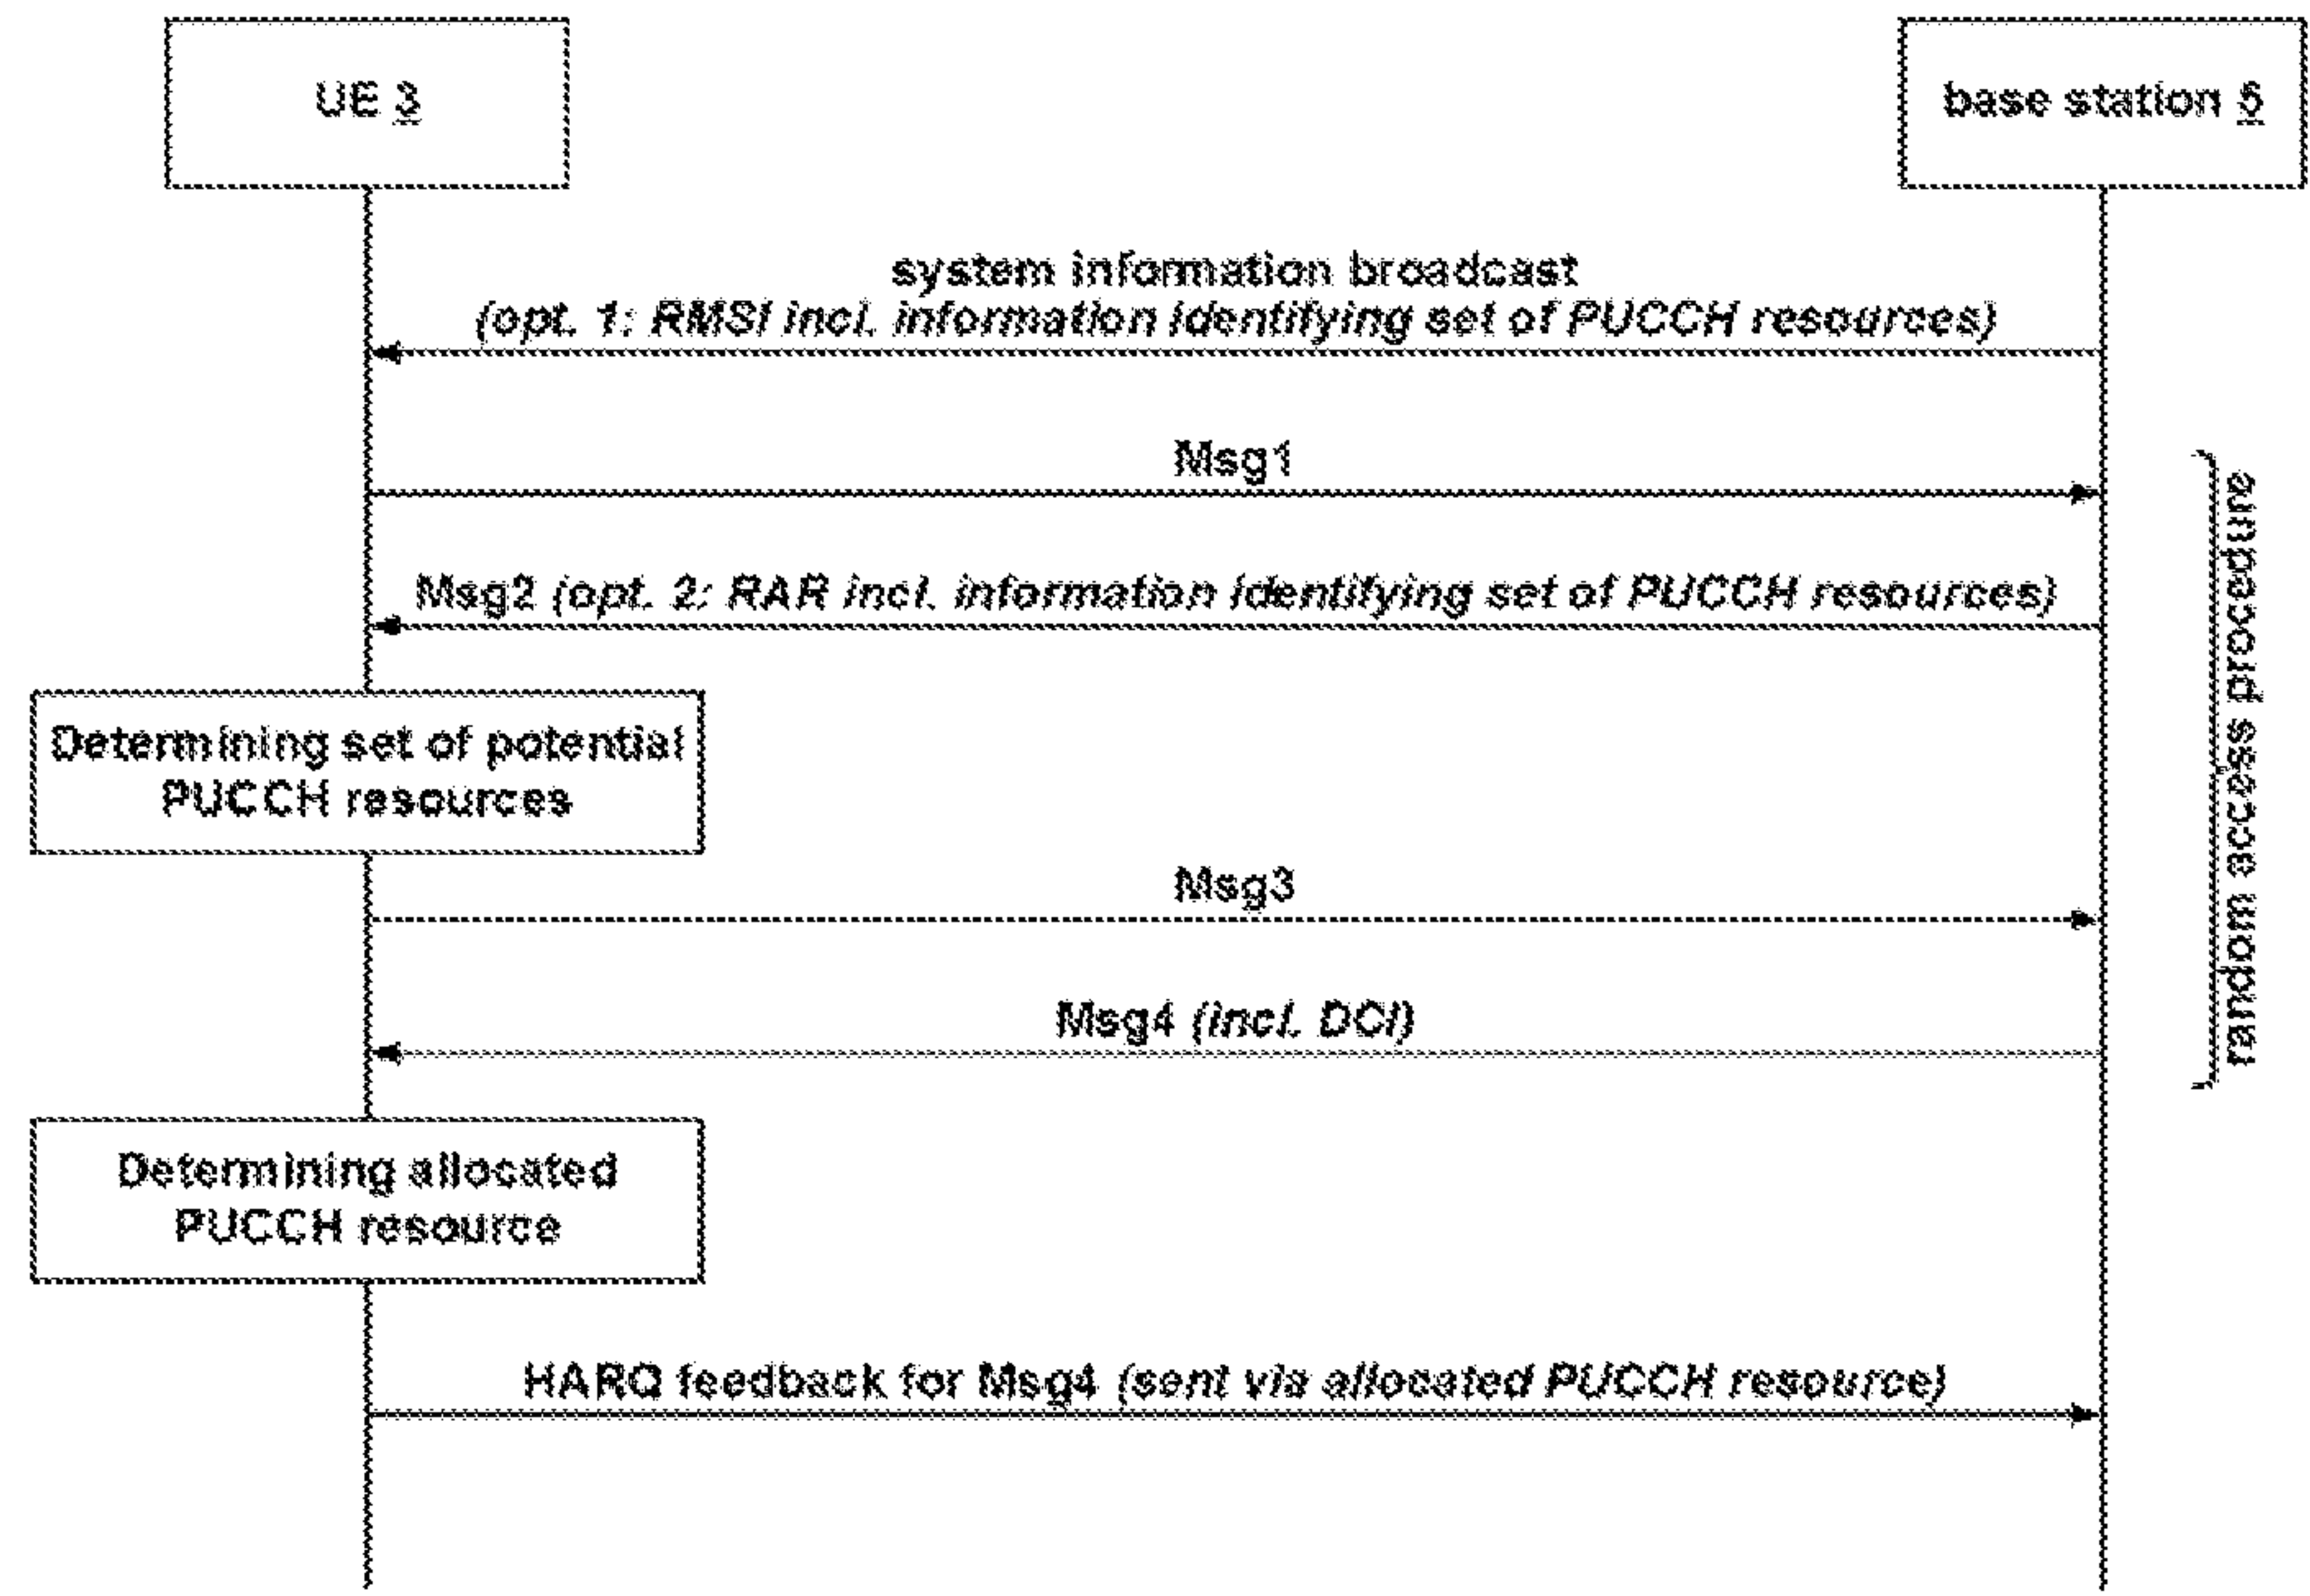 UE 3
base station 5
system information broadcast
(opt. 1: RMSI incl. information identifying set of PUCCH resources)
Msg1
Msg2 (opt. 2: RAR incl. information identifying set of PUCCH resources)
Determining set of potential
PUCCH resources
Msg3
Msg4 (incl. DCI)
random access procedure
Determining allocated
PUCCH resource
HARQ feedback for Msg4 (sent via allocated PUCCH resource)